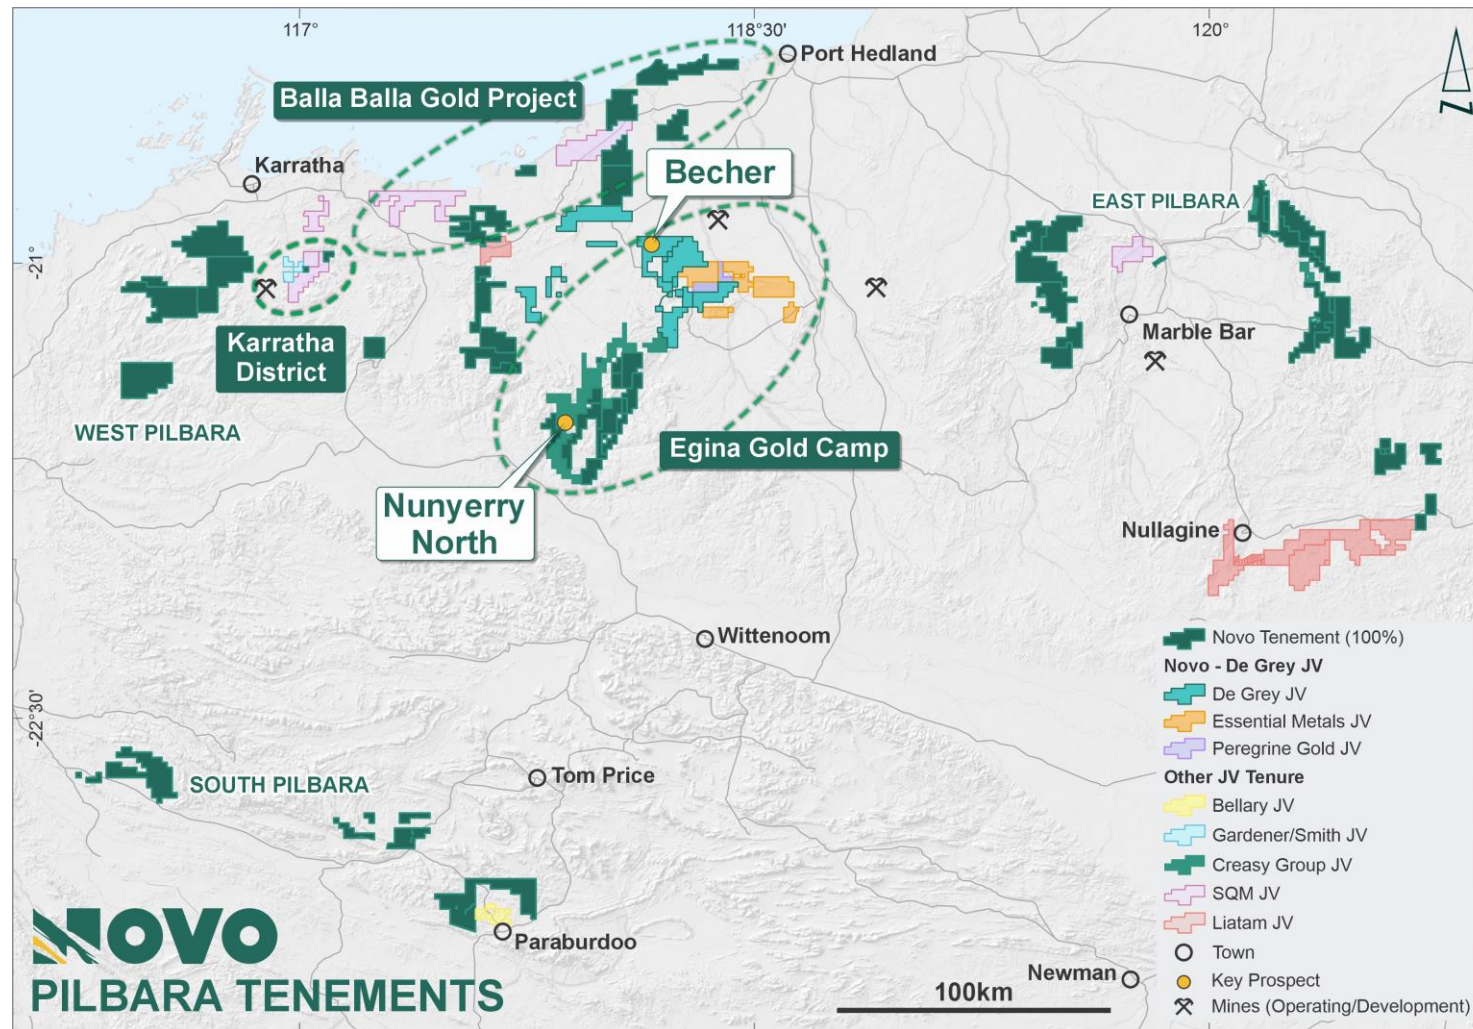 117°
118°30'
120°
Port Hedland
Balla Balla Gold Project
Karratha
Becher
EAST PILBARA
-21°
Karratha
District
Marble Bar
WEST PILBARA
Egina Gold Camp
Nunyerry
North
Nullagine
Wittenoom
-22°30'
SOUTH PILBARA
Tom Price
Paraburdoo
Newman
100km
NOVO
PILBARA TENEMENTS
Novo Tenement (100%)
Novo - De Grey JV
De Grey JV
Essential Metals JV
Peregrine Gold JV
Other JV Tenure
Bellary JV
Gardener/Smith JV
Creasy Group JV
SQM JV
Liatam JV
Town
Key Prospect
Mines (Operating/Development)